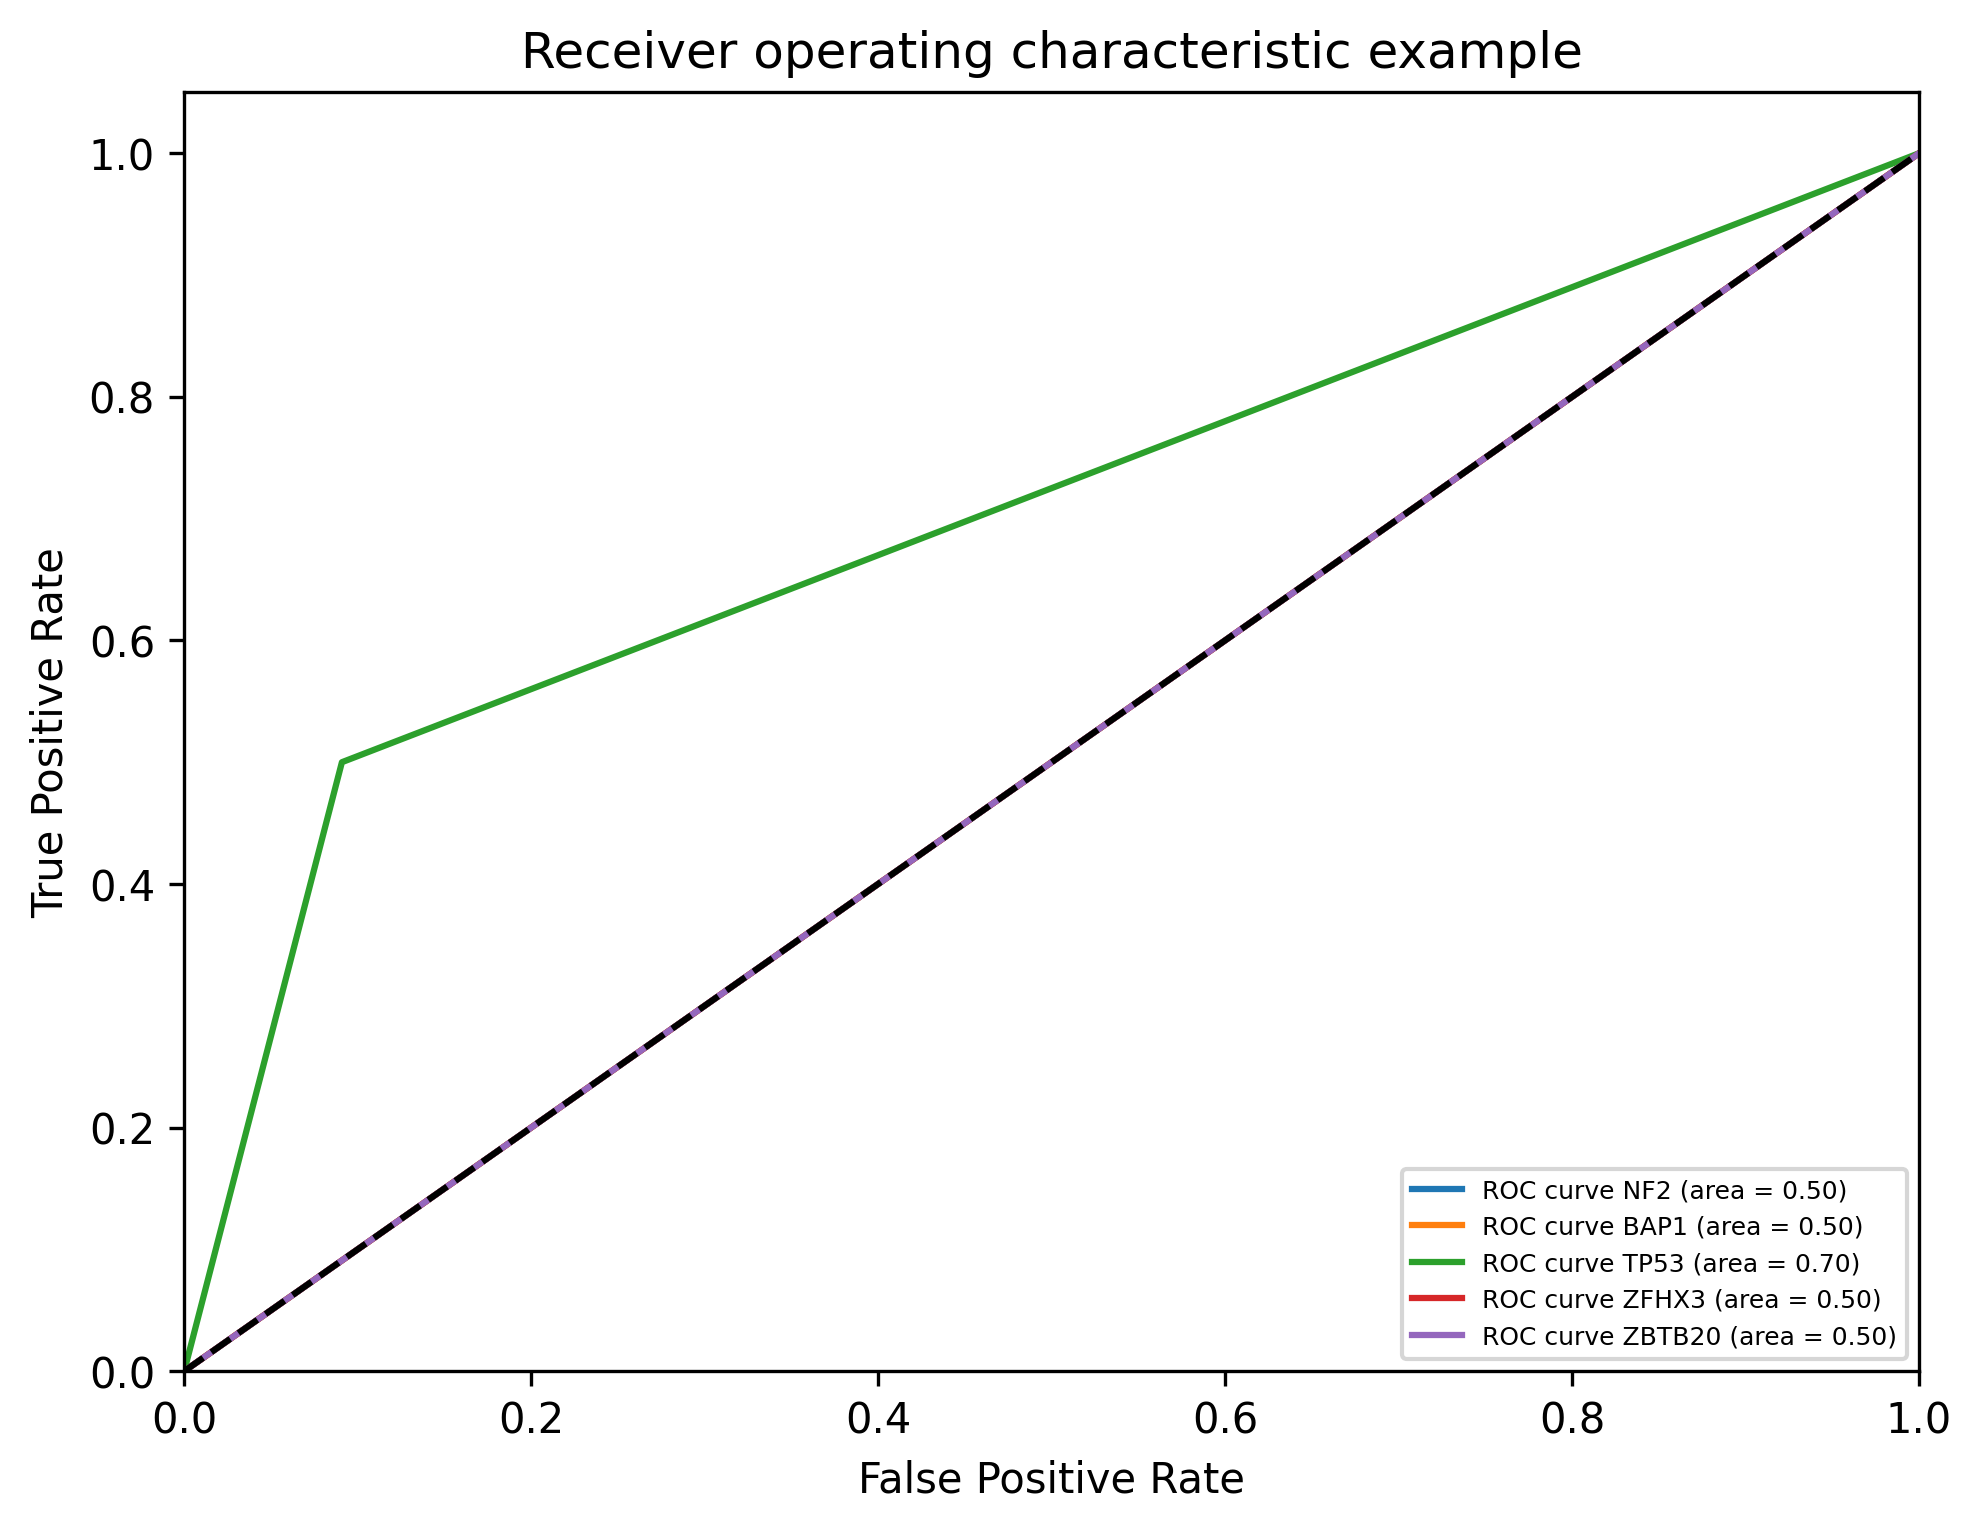 Receiver operating characteristic example
1.0
0.8
0.6
0.4
0.2
0.0
True Positive Rate
ROC curve NF2 (area = 0.50)
ROC curve BAP1 (area = 0.50)
ROC curve TP53 (area = 0.70)
ROC curve ZFHX3 (area = 0.50)
ROC curve ZBTB20 (area = 0.50)
0.0 0.2 0.4 0.6 0.8 1.0
False Positive Rate